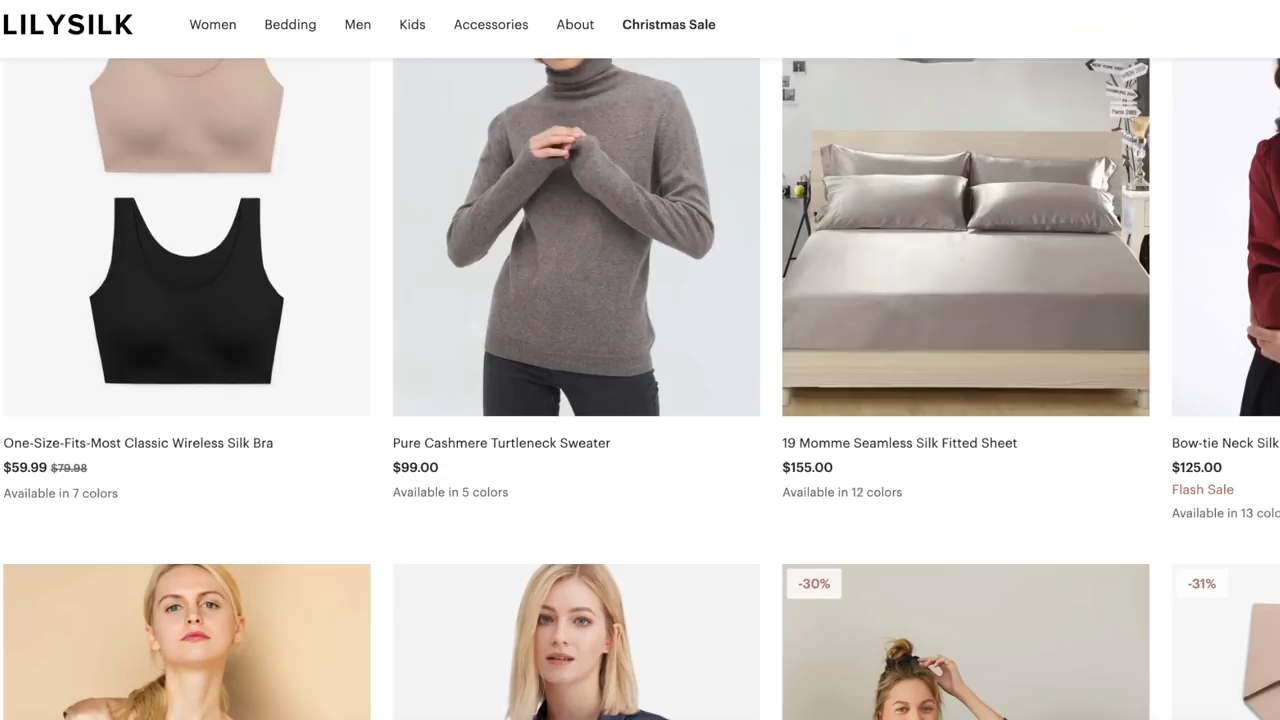 LILYSILK
Women
Bedding
Men
Kids
Accessories
About
Christmas Sale
One-Size-Fits-Most Classic Wireless Silk Bra
$59.99 $79.98
Available in 7 colors
Pure Cashmere Turtleneck Sweater
$99.00
Available in 5 colors
19 Momme Seamless Silk Fitted Sheet
$155.00
Available in 12 colors
Bow-tie Neck Silk
$125.00
Flash Sale
Available in 13 colo
-30%
-31%